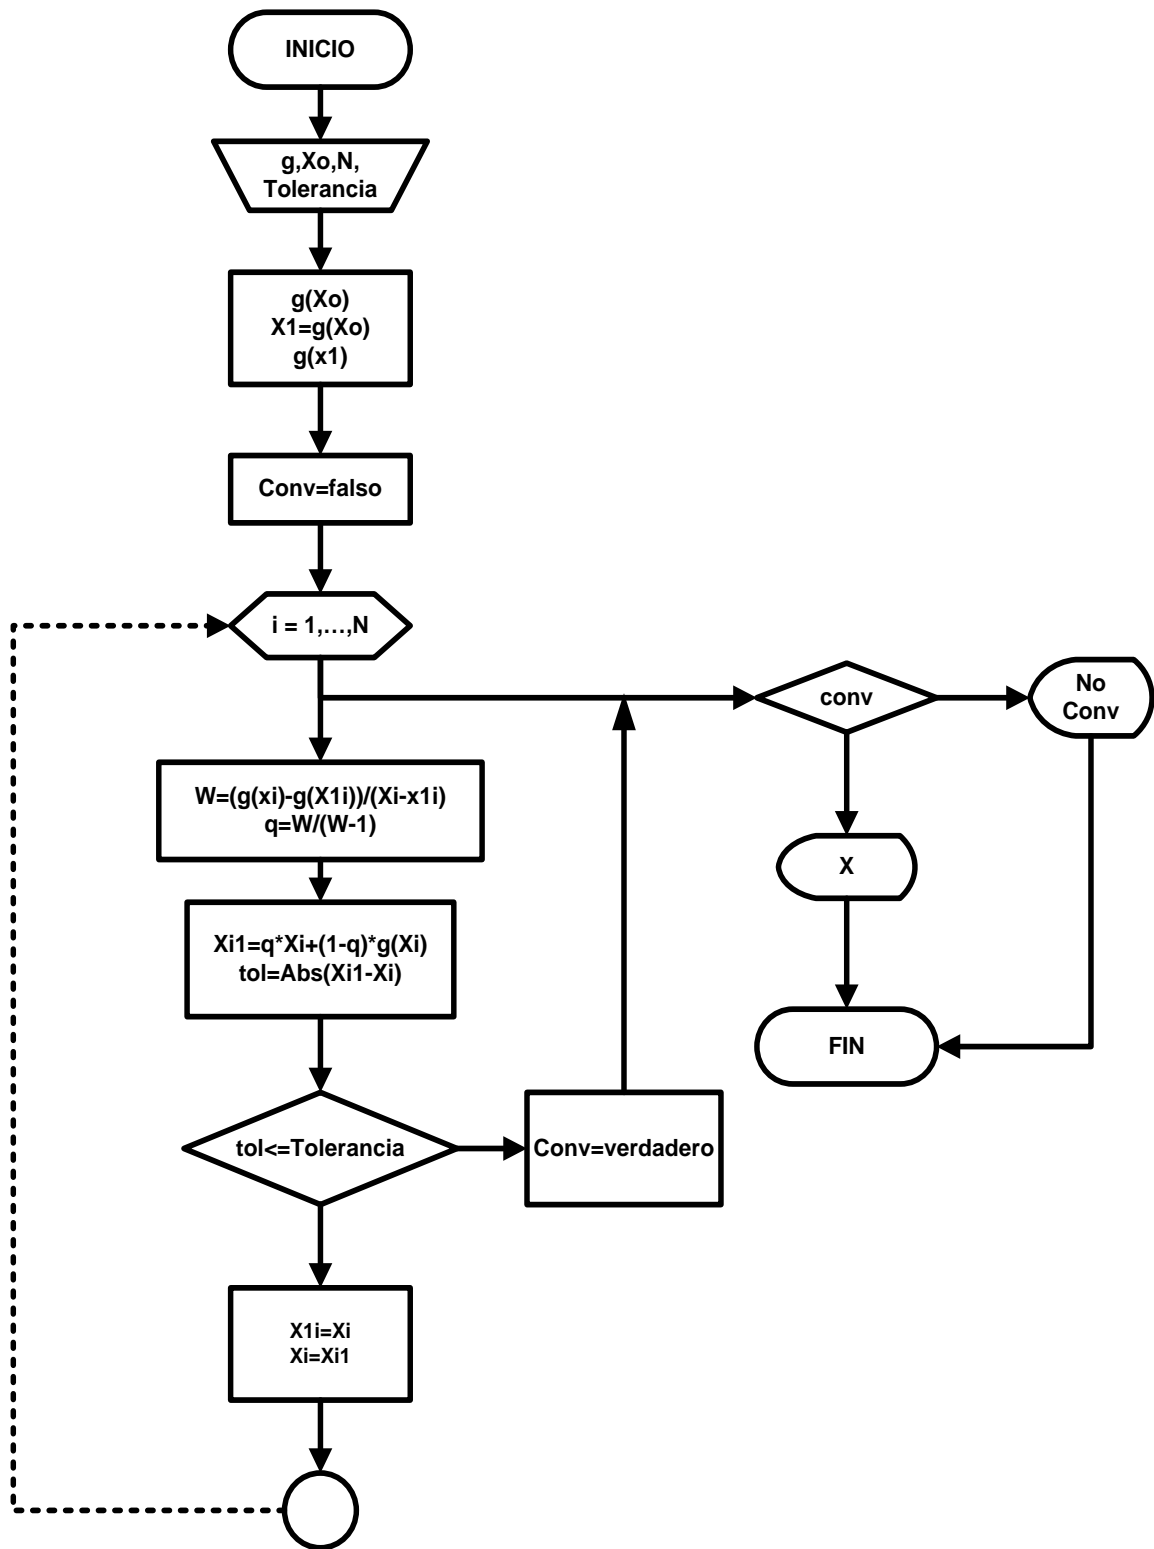 INICIO
g,Xo,N,
Tolerancia
g(Xo)
X1=g(Xo)
g(x1)
Conv=falso
i = 1,...,N
conv
No
Conv
W=(g(xi)-g(X1i))/(Xi-x1i)
q=W/(W-1)
X
Xi1=q*Xi+(1-q)*g(Xi)
tol=Abs(Xi1-Xi)
FIN
tol<=Tolerancia
Conv=verdadero
X1i=Xi
Xi=Xi1